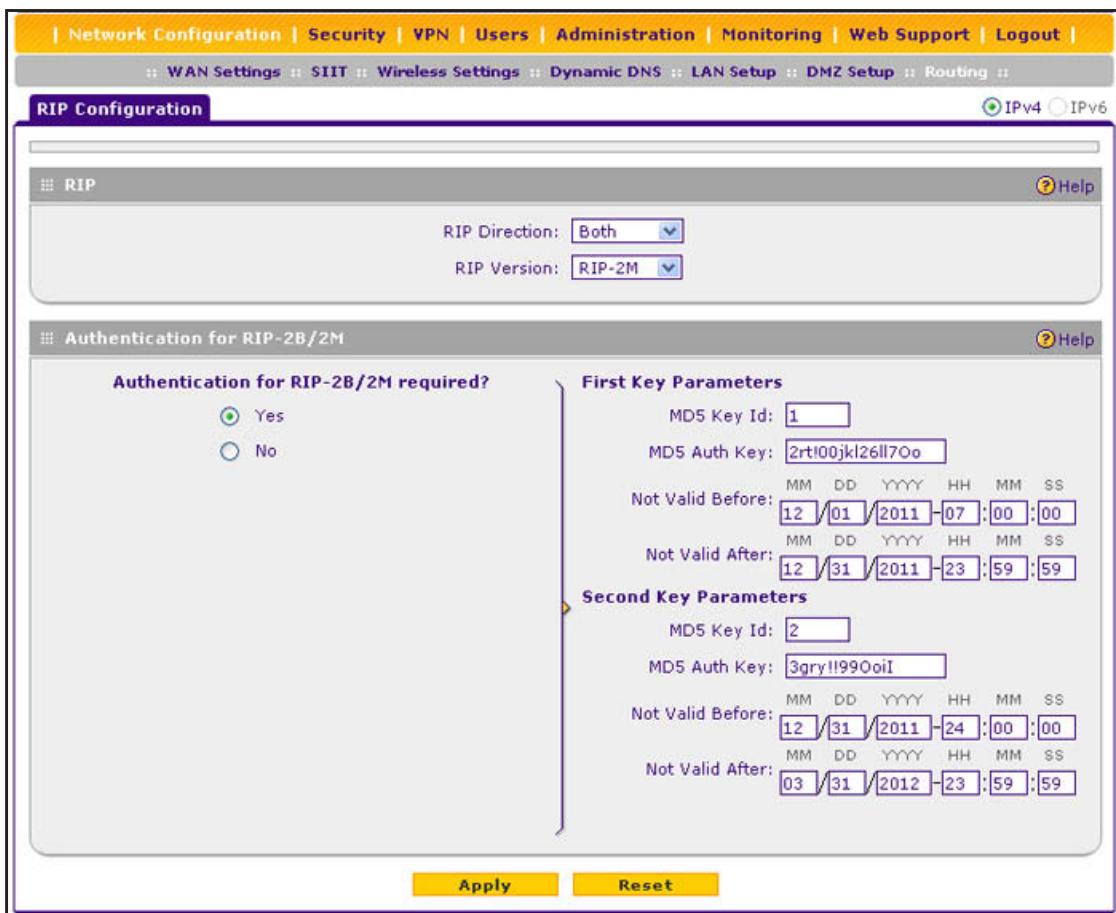 | Network Configuration | Security | VPN | Users | Administration | Monitoring | Web Support | Logout |
:: WAN Settings :: SIIT :: Wireless Settings :: Dynamic DNS :: LAN Setup :: DMZ Setup :: Routing ::
RIP Configuration
IPv4 IPv6
RIP
Help
RIP Direction: Both
RIP Version: RIP-2M
Authentication for RIP-2B/2M
Help
Authentication for RIP-2B/2M required?
Yes
No
First Key Parameters
MD5 Key Id: 1
MD5 Auth Key: 2rt!00jkl26ll7Oo
MM DD YYYY HH MM SS
Not Valid Before: 12 / 01 / 2011 - 07 : 00 : 00
MM DD YYYY HH MM SS
Not Valid After: 12 / 31 / 2011 - 23 : 59 : 59
Second Key Parameters
MD5 Key Id: 2
MD5 Auth Key: 3gry!!99OoiI
MM DD YYYY HH MM SS
Not Valid Before: 12 / 31 / 2011 - 24 : 00 : 00
MM DD YYYY HH MM SS
Not Valid After: 03 / 31 / 2012 - 23 : 59 : 59
Apply Reset